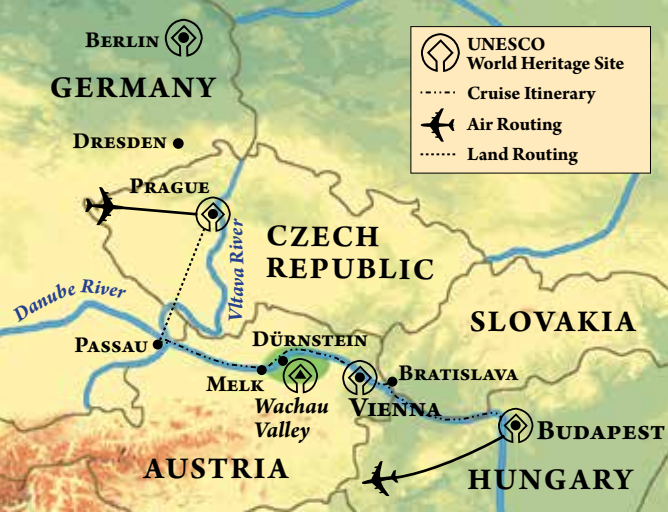 BERLIN
GERMANY
DRESDEN
PRAGUE
CZECH
REPUBLIC
Vltava River
Danube River
PASSAU
DÜRNSTEIN
MELK
Wachau
Valley
VIENNA
BRATISLAVA
SLOVAKIA
BUDAPEST
AUSTRIA
HUNGARY
UNESCO
World Heritage Site
Cruise Itinerary
Air Routing
Land Routing